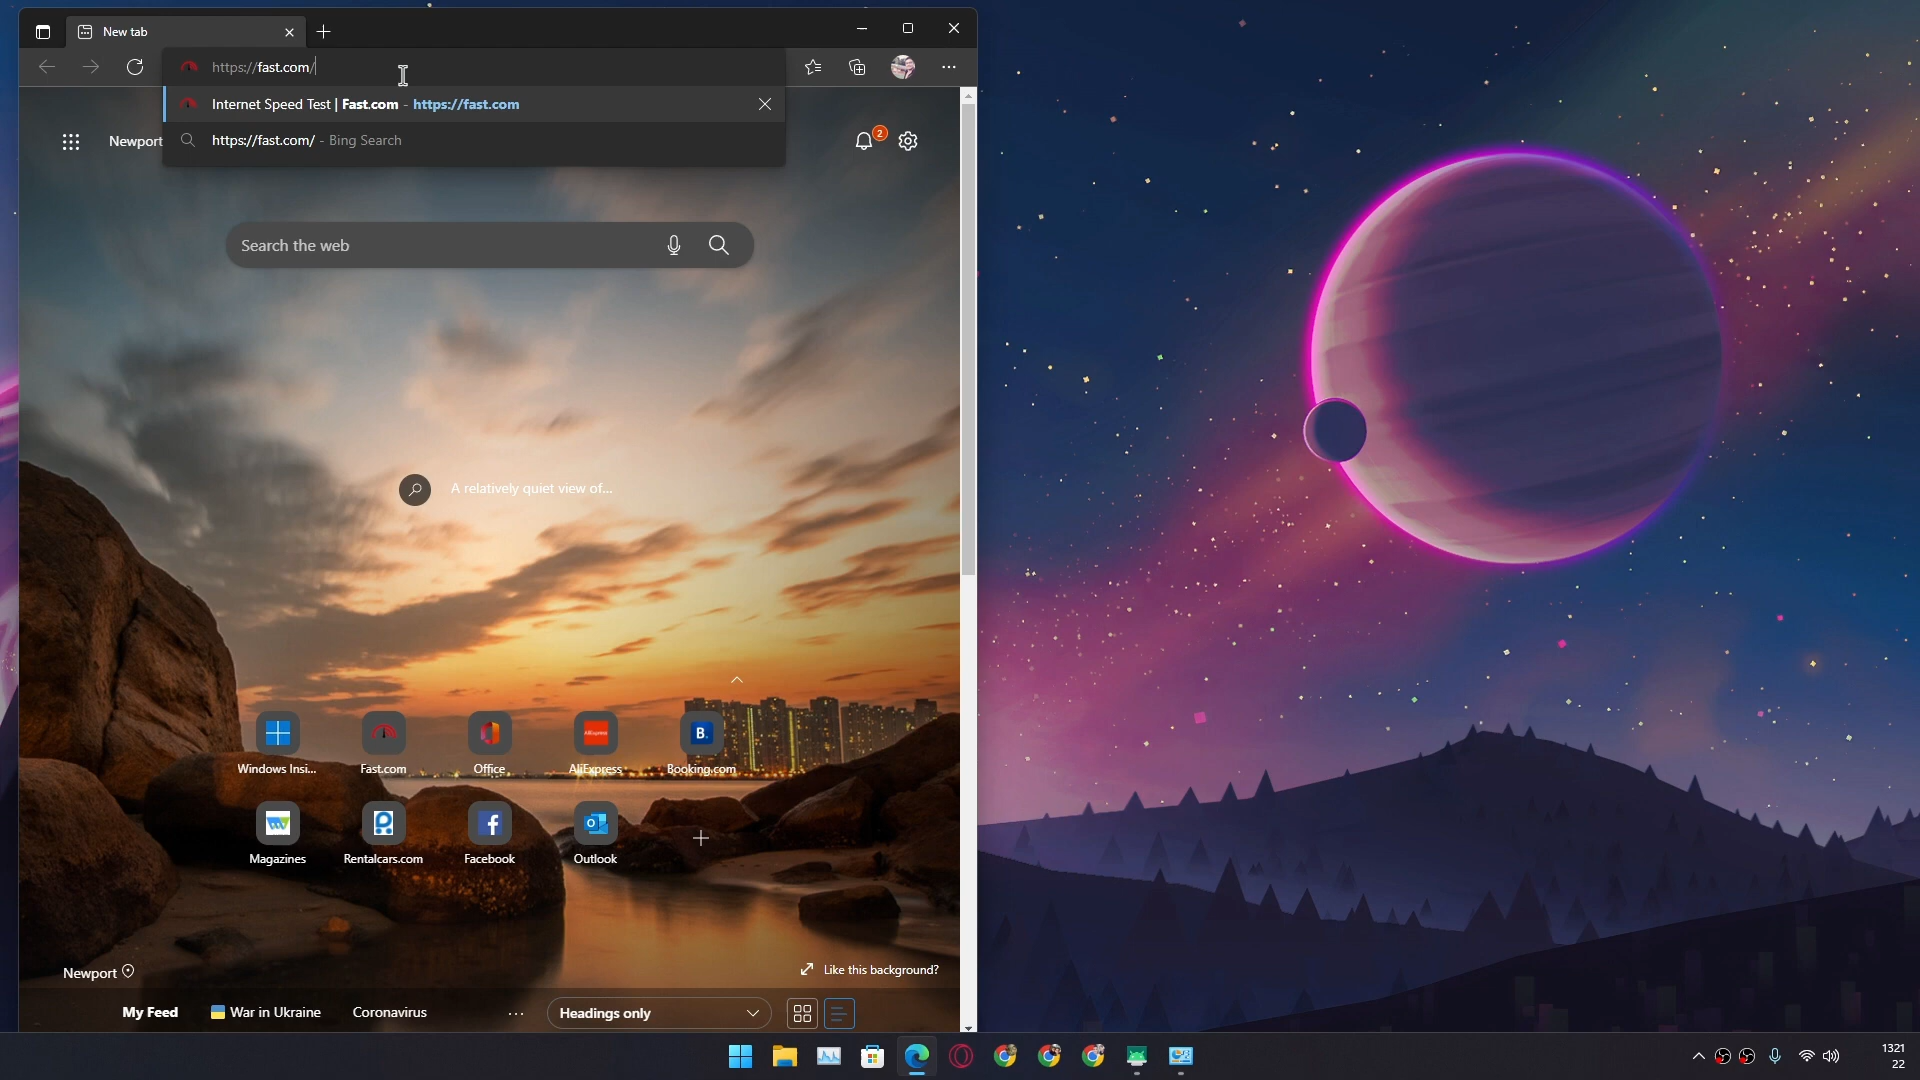 New tab
https://fast.com/
Internet Speed Test | Fast.com - https://fast.com
https://fast.com/ - Bing Search
Newport
2
Search the web
A relatively quiet view of...
Windows Insi...
Fast.com
Office
AliExpress
AliExpress
Booking.com
B.
Magazines
Rentalcars.com
Facebook
Outlook
Newport
Like this background?
My Feed
War in Ukraine
Coronavirus
...
Headings only
1321
22